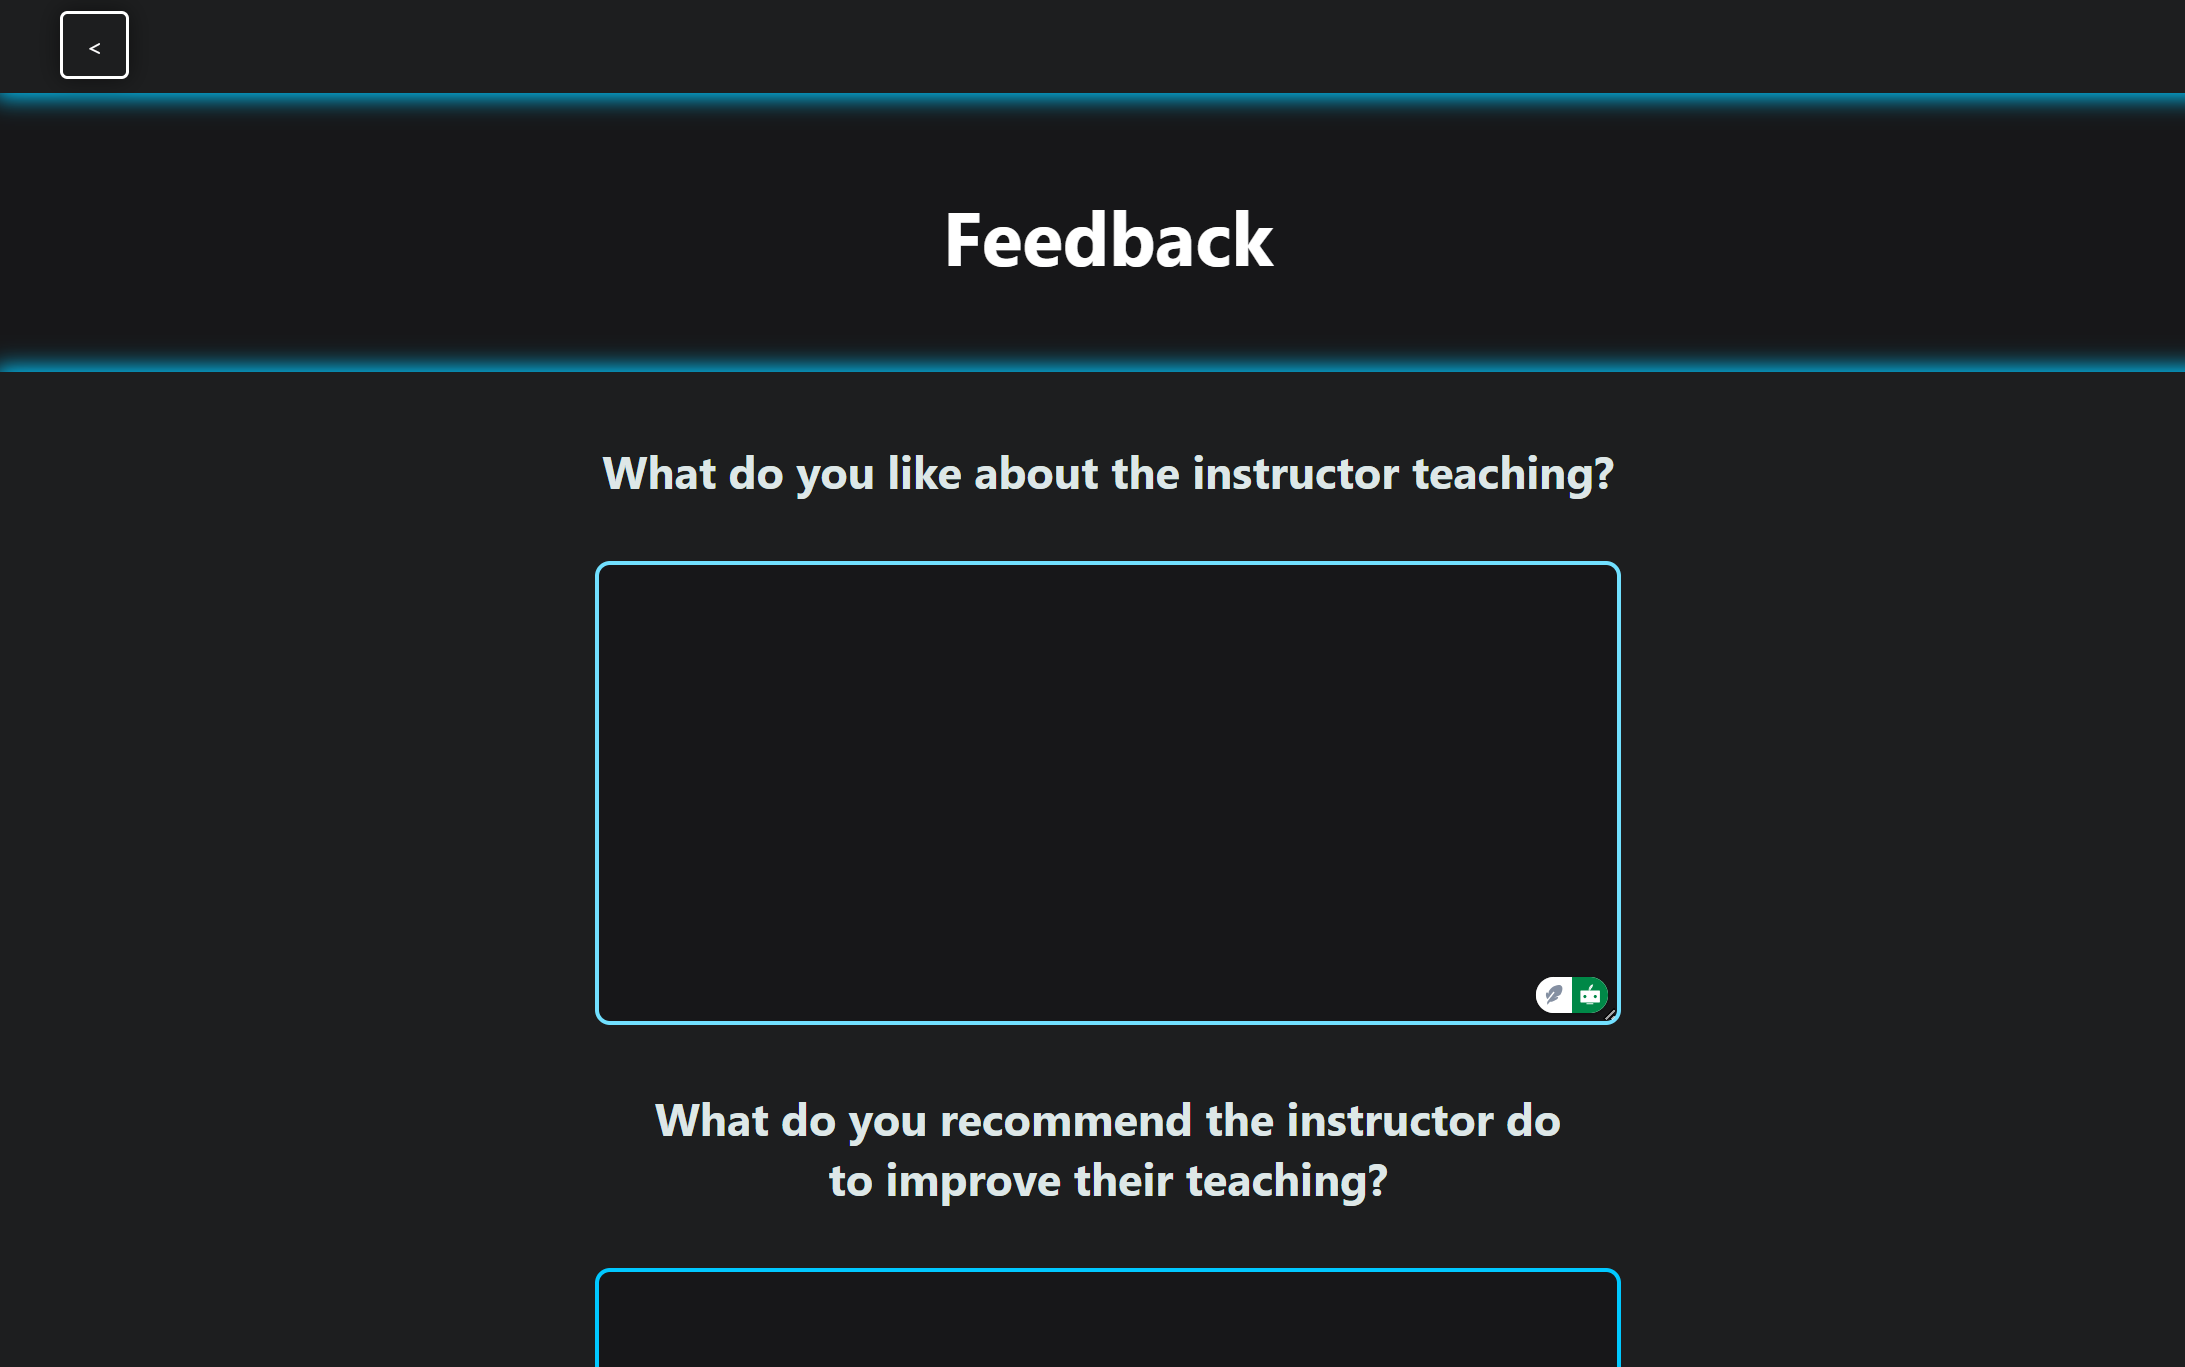 <
Feedback
What do you like about the instructor teaching?
What do you recommend the instructor do
to improve their teaching?